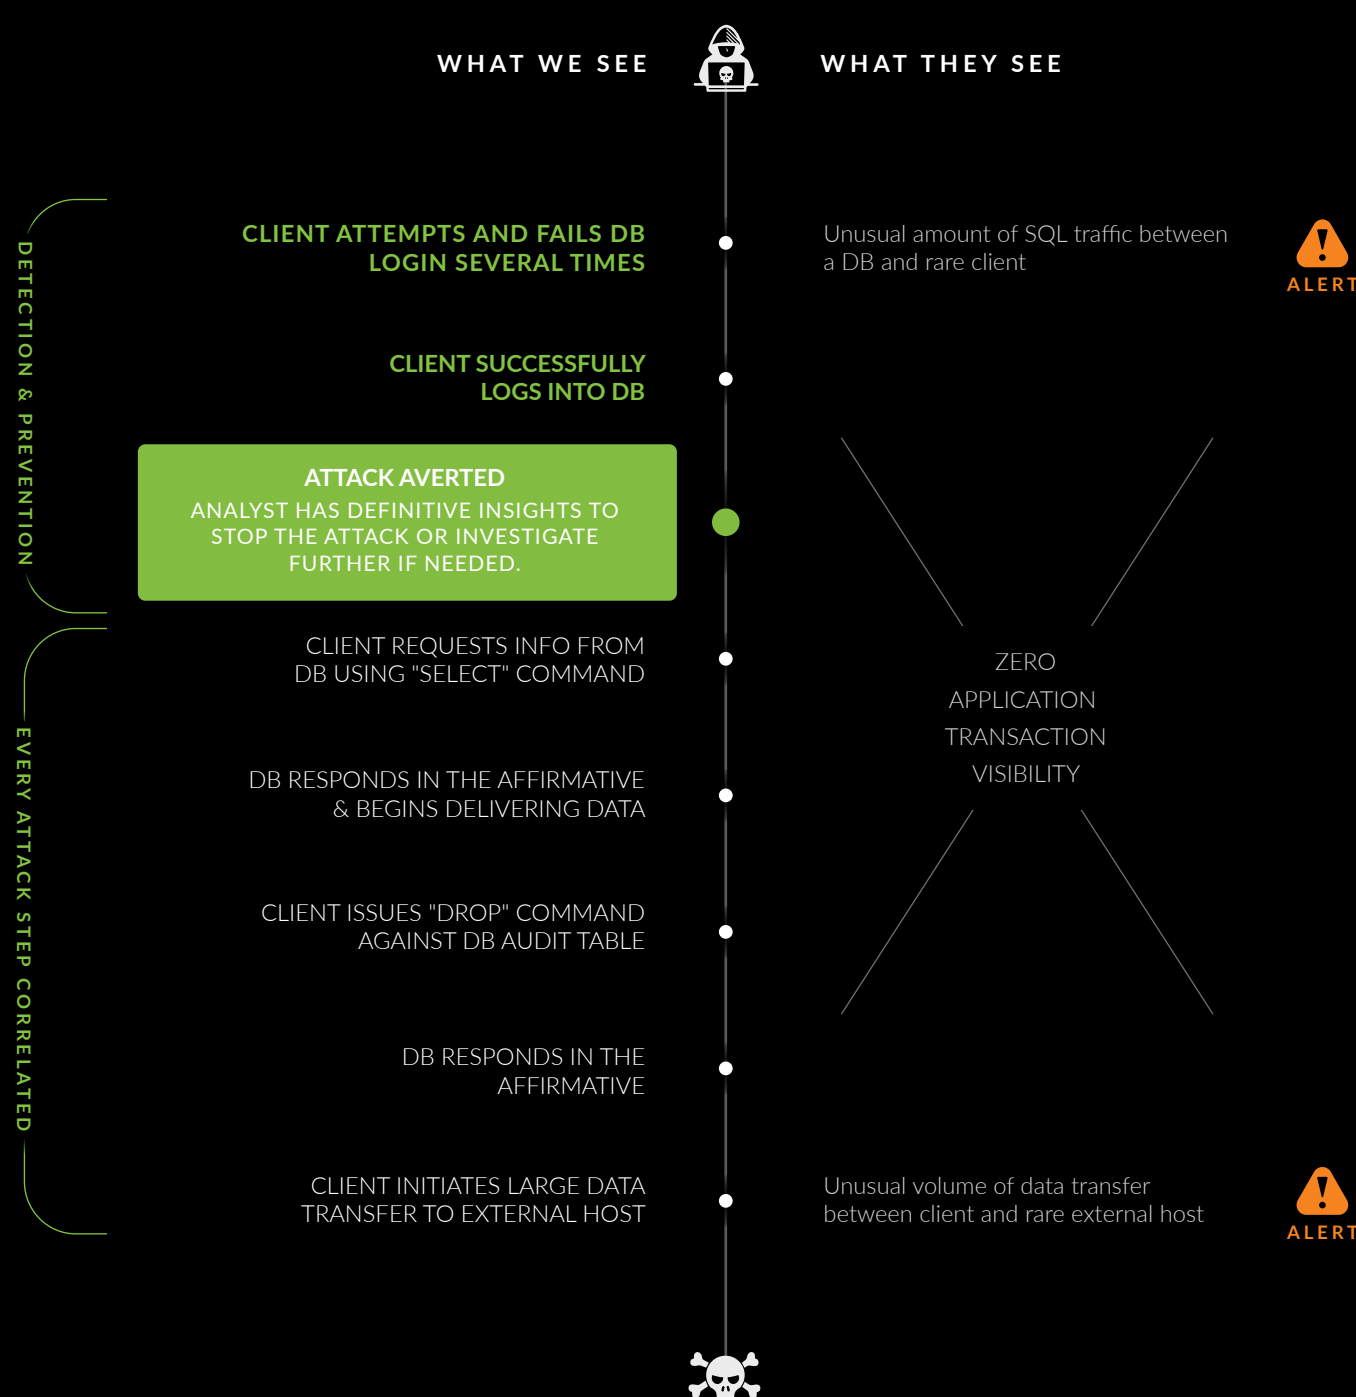 WHAT WE SEE
WHAT THEY SEE
DETECTION & PREVENTION
CLIENT ATTEMPTS AND FAILS DB
LOGIN SEVERAL TIMES
Unusual amount of SQL traffic between
a DB and rare client
ALERT
CLIENT SUCCESSFULLY
LOGS INTO DB
ATTACK AVERTED
ANALYST HAS DEFINITIVE INSIGHTS TO
STOP THE ATTACK OR INVESTIGATE
FURTHER IF NEEDED.
EVERY ATTACK STEP CORRELATED
CLIENT REQUESTS INFO FROM
DB USING "SELECT" COMMAND
DB RESPONDS IN THE AFFIRMATIVE
& BEGINS DELIVERING DATA
CLIENT ISSUES "DROP" COMMAND
AGAINST DB AUDIT TABLE
DB RESPONDS IN THE
AFFIRMATIVE
ZERO
APPLICATION
TRANSACTION
VISIBILITY
CLIENT INITIATES LARGE DATA
TRANSFER TO EXTERNAL HOST
Unusual volume of data transfer
between client and rare external host
ALERT